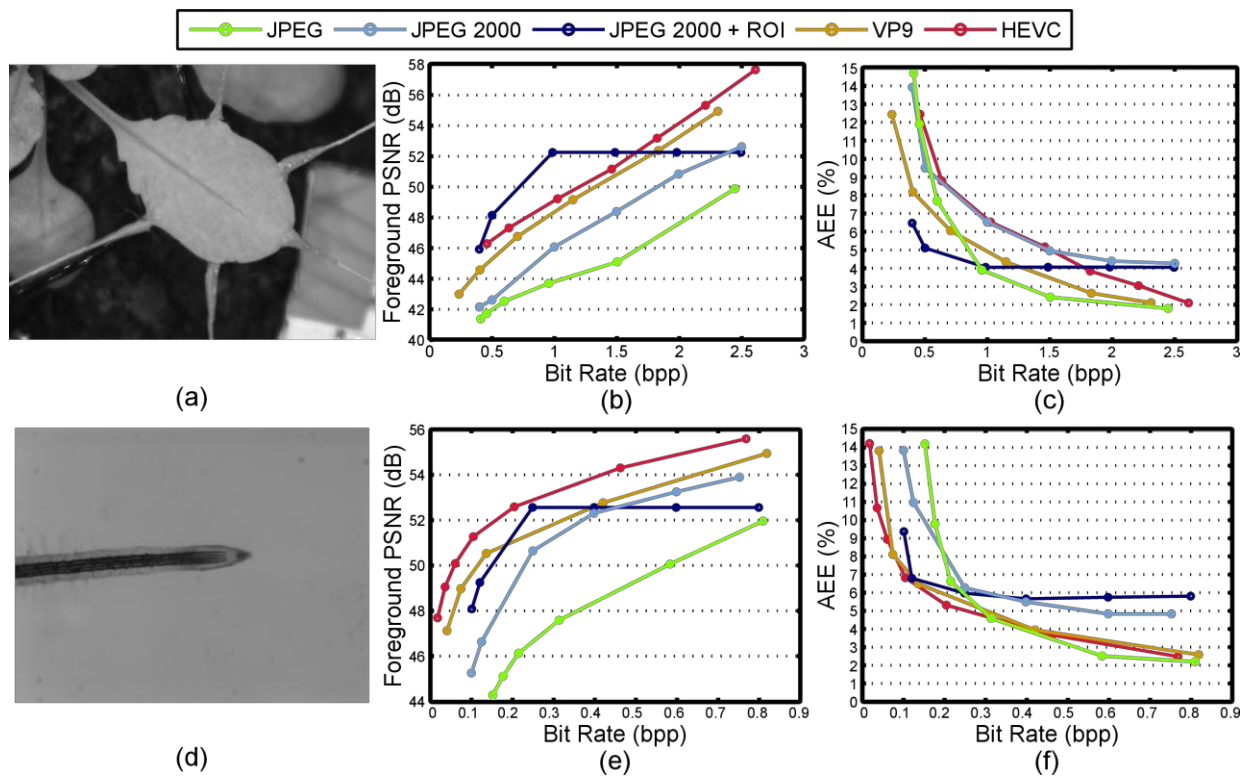 JPEG JPEG 2000 JPEG 2000 + ROI VP9 HEVC
(a)
Foreground PSNR (dB)
58
56
54
52
50
48
46
44
42
40
0 0.5 1 1.5 2 2.5 3
Bit Rate (bpp)
(b)
AEE (%)
15
14
13
12
11
10
9
8
7
6
5
4
3
2
1
0
0 0.5 1 1.5 2 2.5 3
Bit Rate (bpp)
(c)
(d)
Foreground PSNR (dB)
56
54
52
50
48
46
44
0 0.1 0.2 0.3 0.4 0.5 0.6 0.7 0.8 0.9
Bit Rate (bpp)
(e)
AEE (%)
15
14
13
12
11
10
9
8
7
6
5
4
3
2
1
0
0 0.1 0.2 0.3 0.4 0.5 0.6 0.7 0.8 0.9
Bit Rate (bpp)
(f)